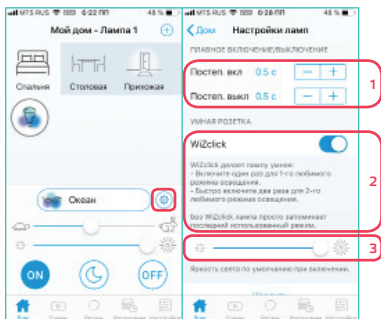 MTS RUS 6:22 ПП 48 %
Мой дом - Лампа 1
Спальня
Столовая
Прихожая
Океан
ON
OFF
Дом
MTS RUS 6:28 ПП 48 %
Дом Настройки ламп
ПЛАВНОЕ ВКЛЮЧЕНИЕ/ВЫКЛЮЧЕНИЕ
Постеп. вкл 0.5 с − +
Постеп. выкл 0.5 с − +
1
УМНАЯ РОЗЕТКА
WiZclick
WiZclick делает лампу умнее:
- Включите один раз для 1-го любимого
режима освещения.
- Быстро включите два раза для 2-го
любимого режима освещения.
Без WiZclick лампа просто запоминает
последний использованный режим.
2
3
Яркость света по умолчанию при включении.
Дом